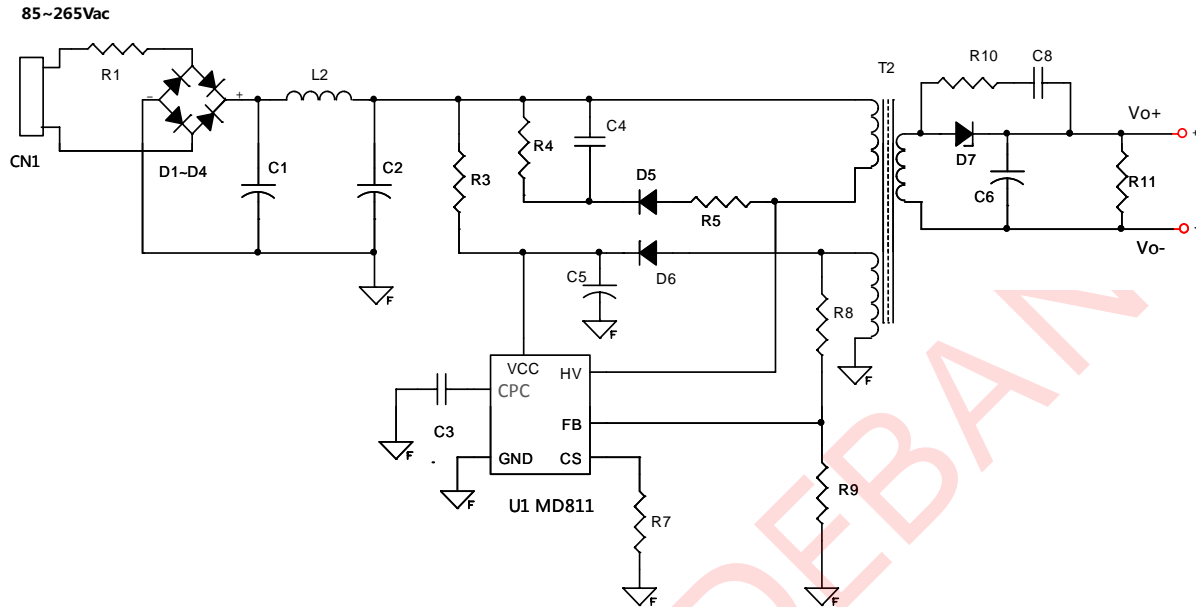 85~265Vac
R1
CN1
D1~D4
-
+
L2
C1
C2
R3
R4
C4
D5
R5
C5
D6
T2
R10
C8
D7
C6
R11
Vo+
+
Vo-
-
R8
F
F
F
VCC
CPC
HV
FB
GND
CS
C3
F
F
U1 MD811
R7
R9
F
F
DEBAN